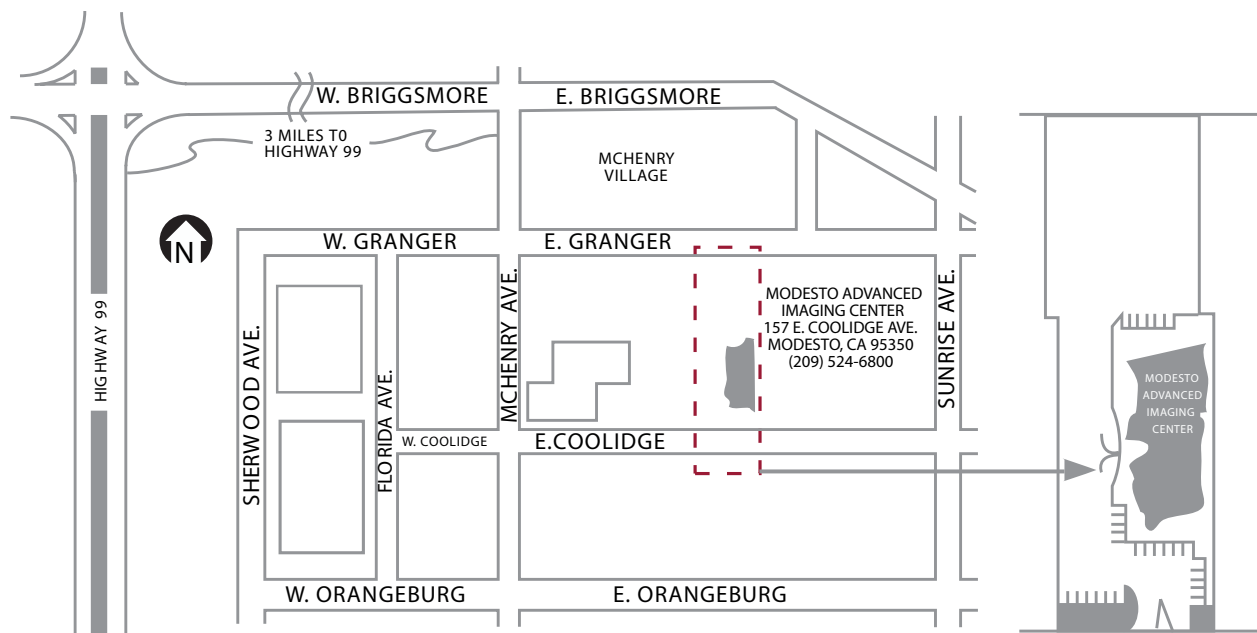 W. BRIGGSMORE
E. BRIGGSMORE
3 MILES T0
HIGHWAY 99
MCHENRY
VILLAGE
N
W. GRANGER
E. GRANGER
HIGHWAY 99
SHERWOOD AVE.
FLORIDA AVE.
MCHENRY AVE.
MODESTO ADVANCED
IMAGING CENTER
157 E. COOLIDGE AVE.
MODESTO, CA 95350
(209) 524-6800
SUNRISE AVE.
MODESTO
ADVANCED
IMAGING
CENTER
W. COOLIDGE
E.COOLIDGE
W. ORANGEBURG
E. ORANGEBURG